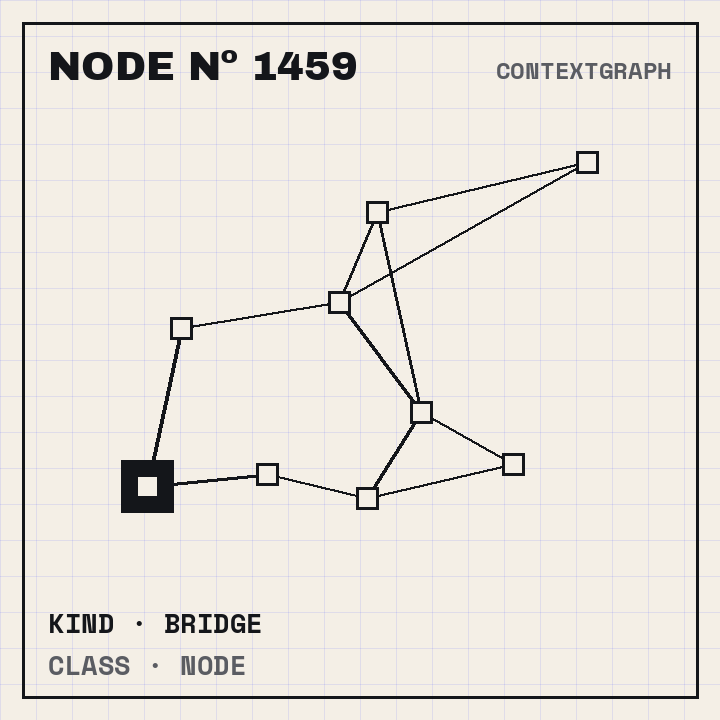 NODE Nº 1459
CONTEXTGRAPH
KIND · BRIDGE
CLASS · NODE